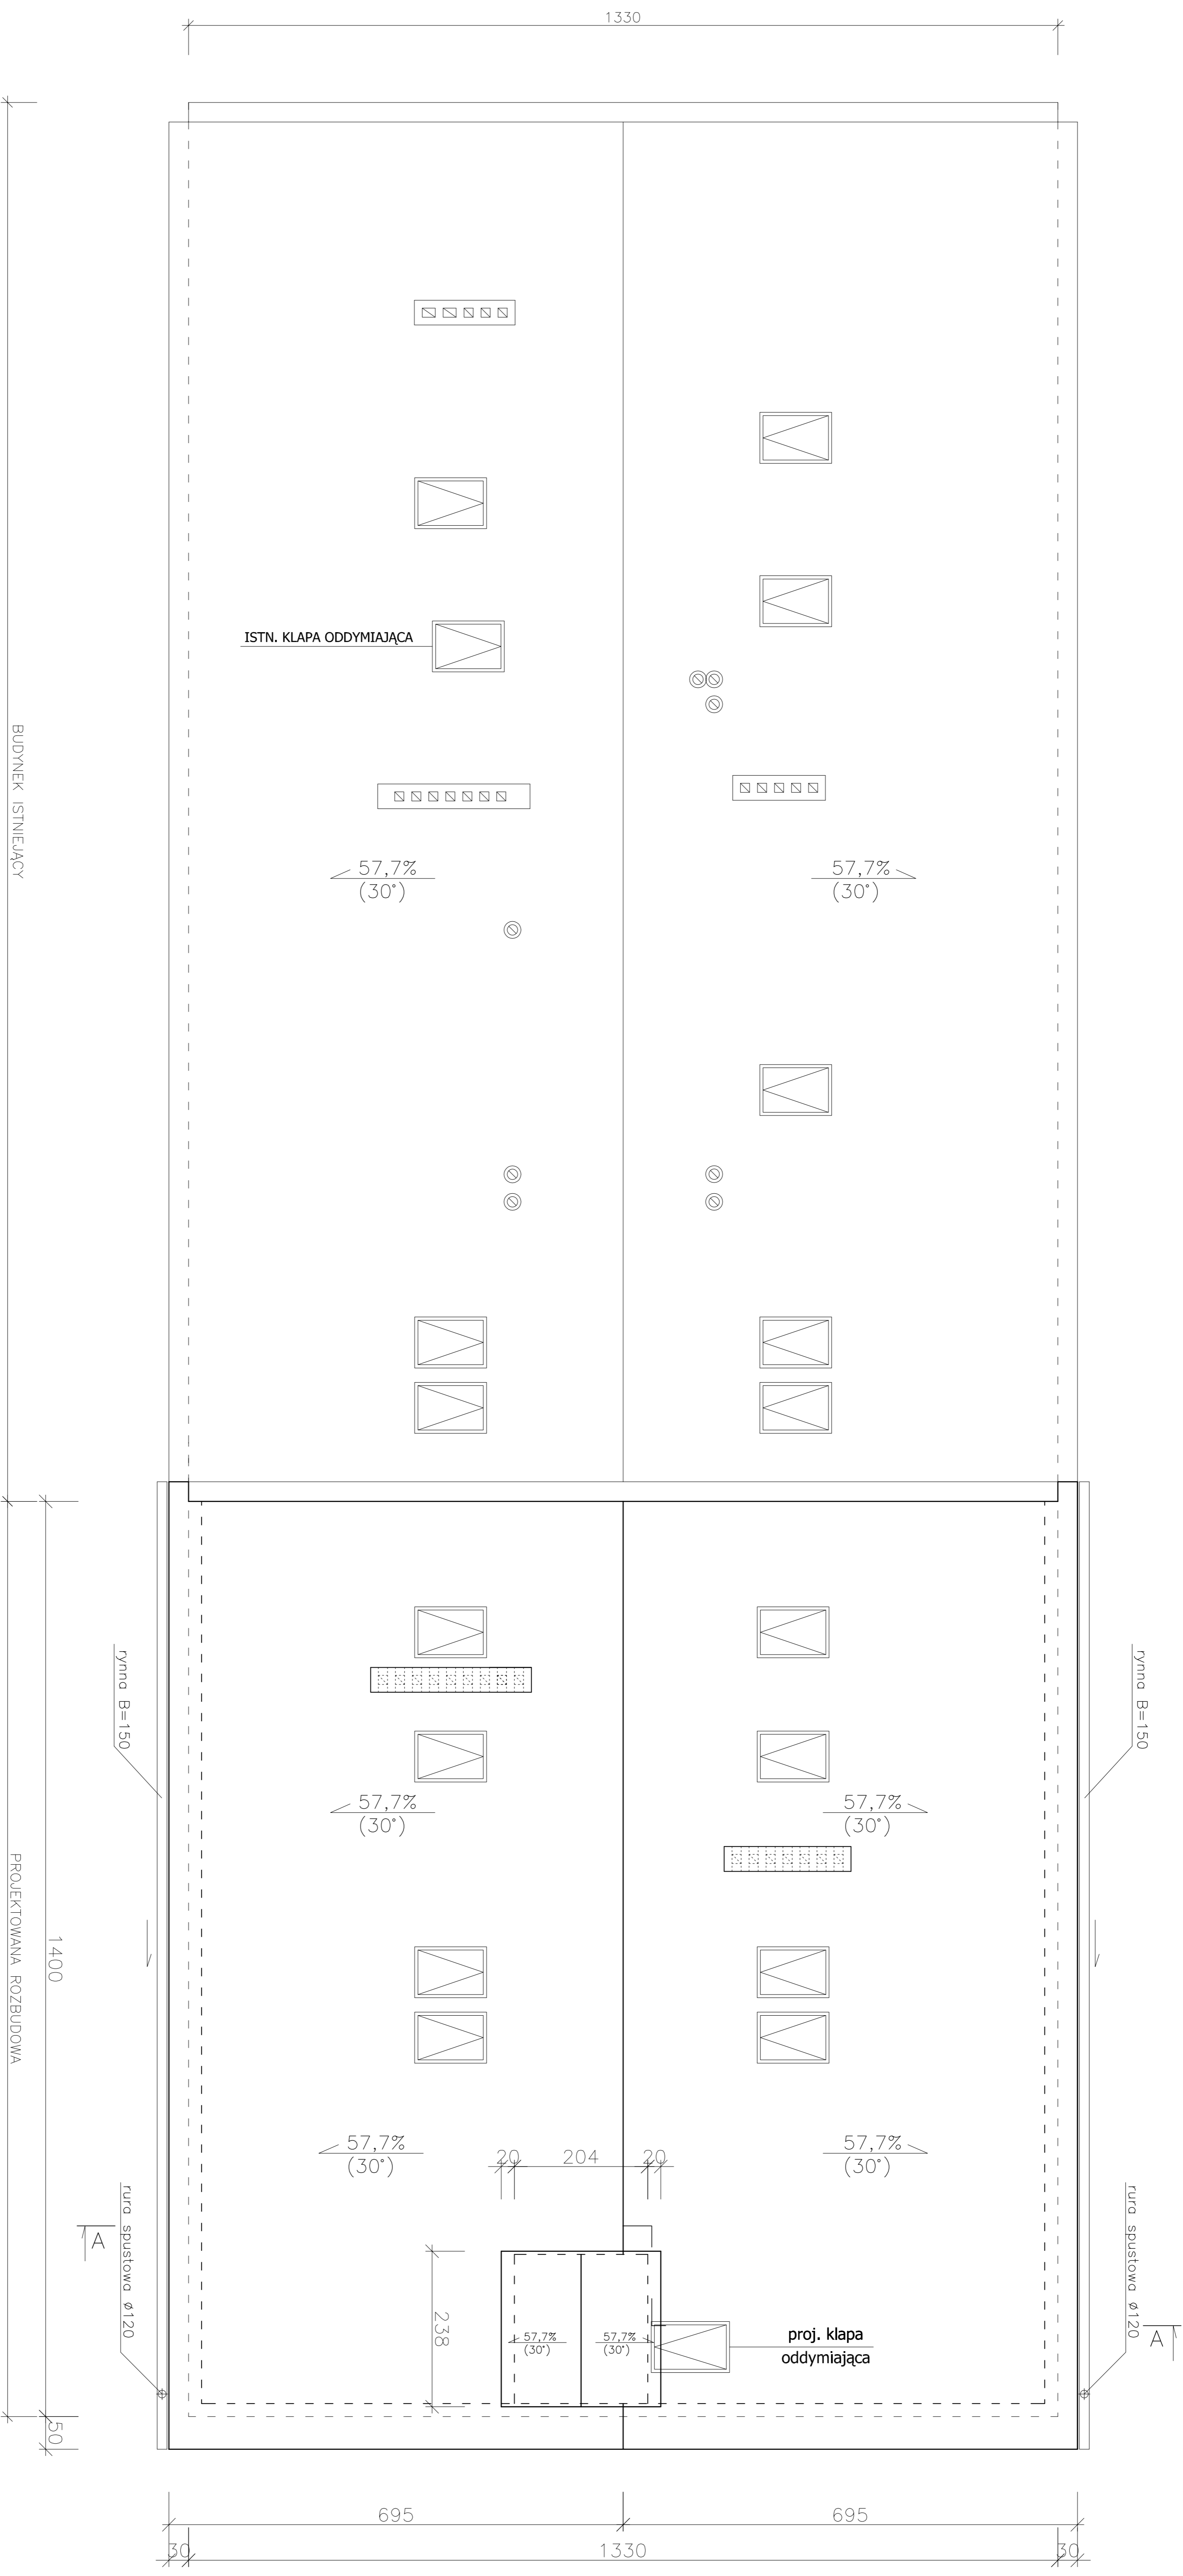 1330
ISTN. KLAPA ODDYMIAJĄCA
BUDYNEK ISTNIEJĄCY
57,7%
(30°)
57,7%
(30°)
rynna B=150
rynna B=150
57,7%
(30°)
57,7%
(30°)
PROJEKTOWANA ROZBUDOWA
1400
57,7%
(30°)
20
204
20
57,7%
(30°)
rura spustowa ø120
rura spustowa ø120
A
A
238
57,7%
(30°)
57,7%
(30°)
proj. klapa
oddymiająca
50
695
695
30
1330
30